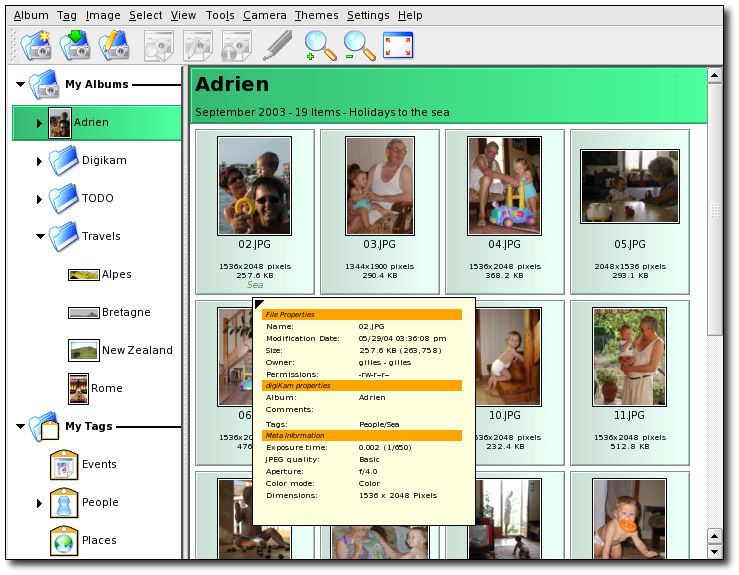 Album Tag Image Select View Tools Camera Themes Settings Help
My Albums
Adrien
Digikam
TODO
Travels
Alpes
Bretagne
New Zealand
Rome
My Tags
Events
People
Places
Adrien
September 2003 - 19 Items - Holidays to the sea
02.JPG
1536x2048 pixels
257.6 KB
Sea
03.JPG
1344x1900 pixels
290.4 KB
04.JPG
1536x2048 pixels
368.2 KB
05.JPG
2048x1536 pixels
293.1 KB
File Properties
Name: 02.JPG
Modification Date: 05/29/04 03:36:08 pm
Size: 257.6 KB (263,758)
Owner: gilles - gilles
Permissions: -rw-r--r--
digiKam properties
Album: Adrien
Comments:
Tags: People/Sea
Meta Information
Exposure time: 0.002 (1/650)
JPEG quality: Basic
Aperture: f/4.0
Color mode: Color
Dimensions: 1536 x 2048 Pixels
06
1536x20
476
10.JPG
536x2048 pixels
232.4 KB
11.JPG
1536x2048 pixels
512.8 KB